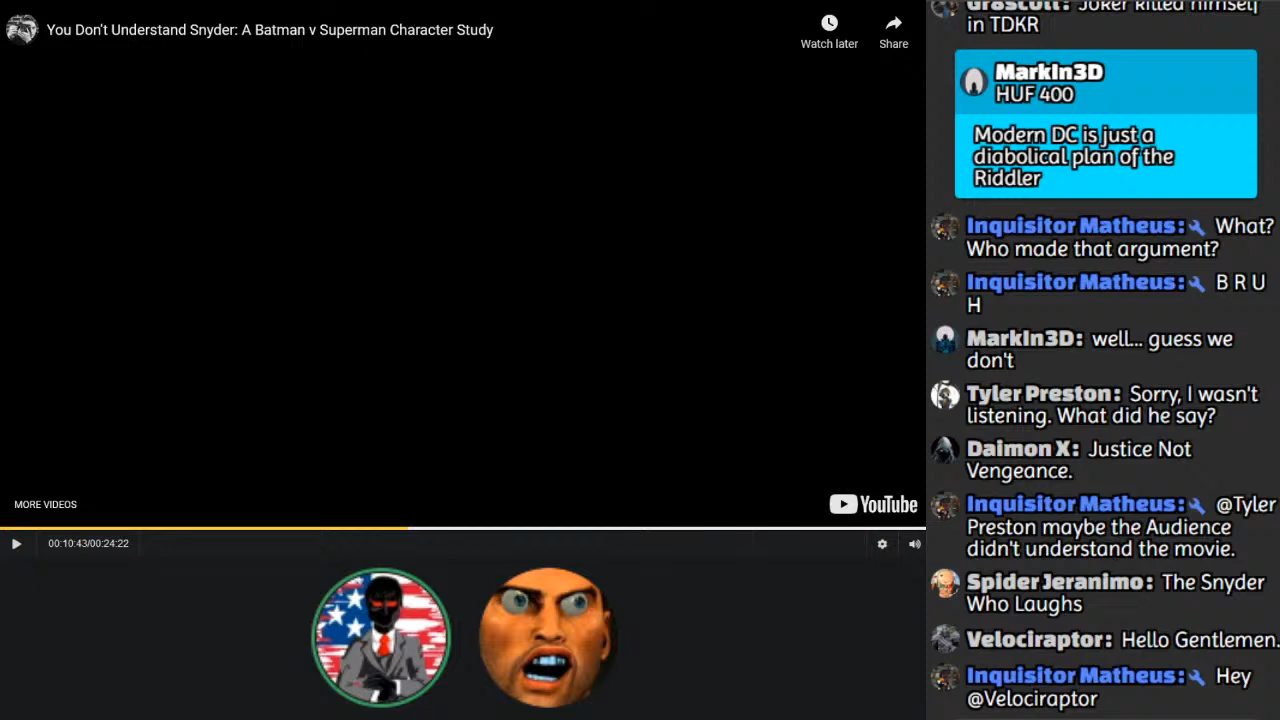 You Don't Understand Snyder: A Batman v Superman Character Study
Watch later
Share
MORE VIDEOS
YouTube
00:10:43/00:24:22
Gr8Scott: Joker killed himself
in TDKR
MarkIn3D
HUF 400
Modern DC is just a
diabolical plan of the
Riddler
Inquisitor Matheus: What?
Who made that argument?
Inquisitor Matheus: B R U
H
MarkIn3D: well... guess we
don't
Tyler Preston: Sorry, I wasn't
listening. What did he say?
Daimon X: Justice Not
Vengeance.
Inquisitor Matheus: @Tyler
Preston maybe the Audience
didn't understand the movie.
Spider Jeranimo: The Snyder
Who Laughs
Velociraptor: Hello Gentlemen.
Inquisitor Matheus: Hey
@Velociraptor